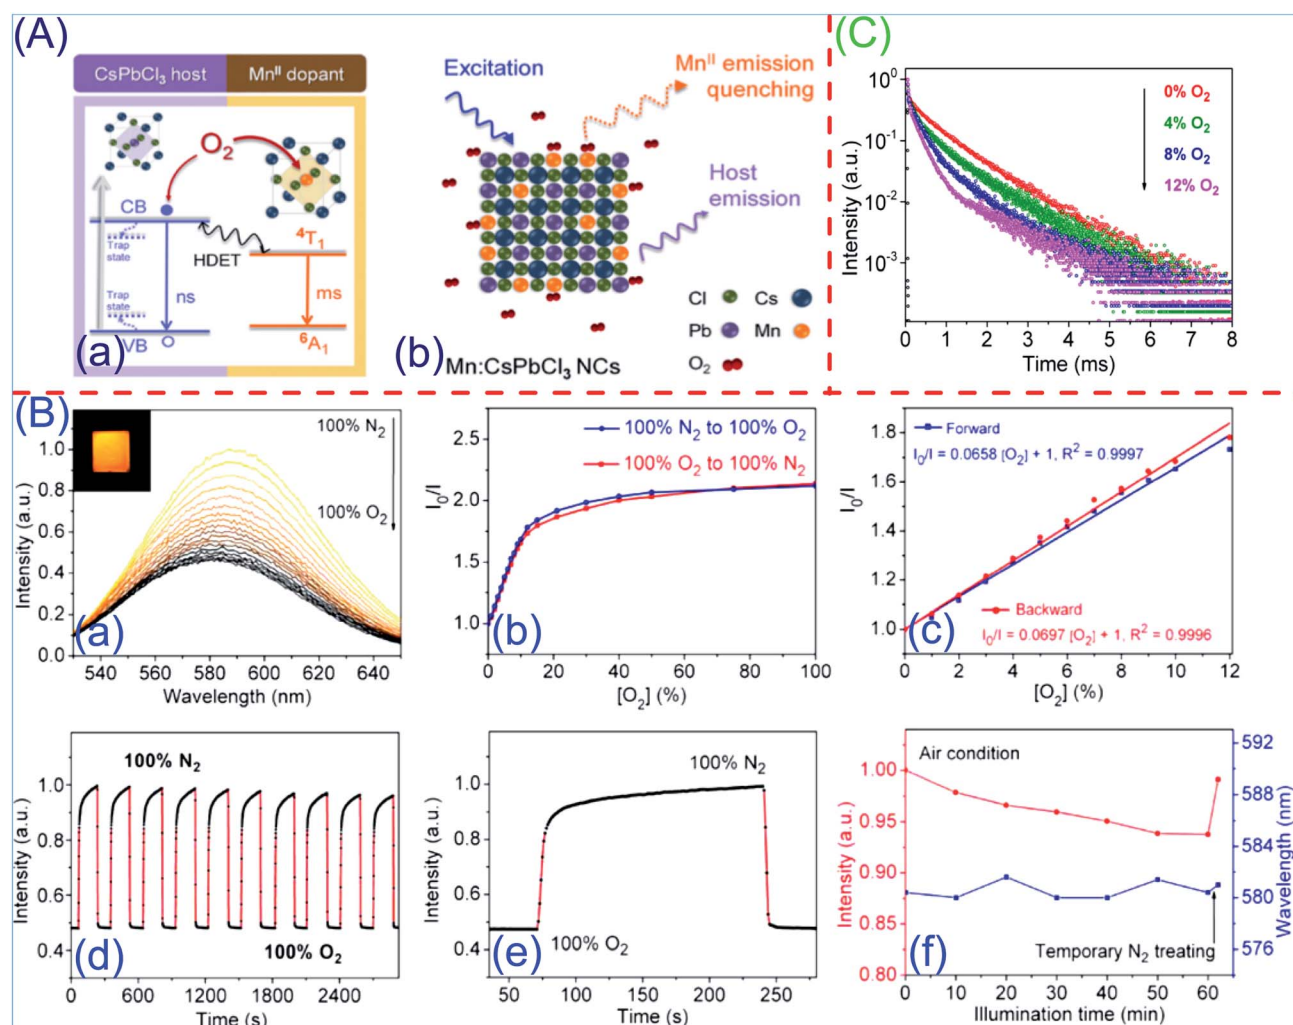 (A)
CsPbCl3 host
MnII dopant
O2
CB
Trap
state
HDET
4T1
ns
ms
Trap
state
VB
6A1
(a)
Excitation
MnII emission
quenching
Host
emission
Cl
Cs
Pb
Mn
O2
(b)
Mn:CsPbCl3 NCs
(C)
Intensity (a.u.)
10^0
10^-1
10^-2
10^-3
0% O2
4% O2
8% O2
12% O2
0 1 2 3 4 5 6 7 8
Time (ms)
(B)
Intensity (a.u.)
1.0
0.8
0.6
0.4
0.2
0.0
100% N2
100% O2
(a)
540 560 580 600 620 640
Wavelength (nm)
I0/I
2.5
2.0
1.5
1.0
100% N2 to 100% O2
100% O2 to 100% N2
(b)
0 20 40 60 80 100
[O2] (%)
I0/I
1.8
1.6
1.4
1.2
1.0
Forward
I0/I = 0.0658 [O2] + 1, R2 = 0.9997
Backward
I0/I = 0.0697 [O2] + 1, R2 = 0.9996
(c)
0 2 4 6 8 10 12
[O2] (%)
Intensity (a.u.)
1.0
0.8
0.6
0.4
100% N2
100% O2
(d)
0 600 1200 1800 2400
Time (s)
Intensity (a.u.)
1.0
0.8
0.6
0.4
100% N2
100% O2
(e)
50 100 150 200 250
Time (s)
Intensity (a.u.)
1.00
0.95
0.90
0.85
0.80
Air condition
Temporary N2 treating
(f)
592
588
584
580
576
Wavelength (nm)
0 10 20 30 40 50 60
Illumination time (min)